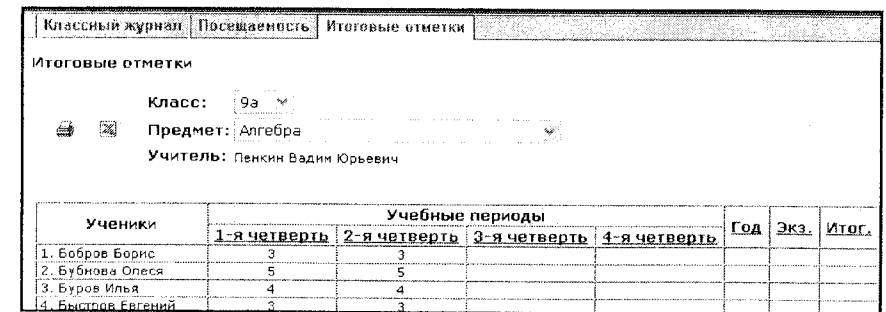 Классный журнал Посещаемость Итоговые отметки
Итоговые отметки
Класс: 9а
Предмет: Алгебра
Учитель: Пенкин Вадим Юрьевич
Ученики Учебные периоды Год Экз. Итог.
1-я четверть 2-я четверть 3-я четверть 4-я четверть
1. Бобров Борис 3 3
2. Бубнова Олеся 5 5
3. Буров Илья 4 4
4. Быстров Евгений 3 3